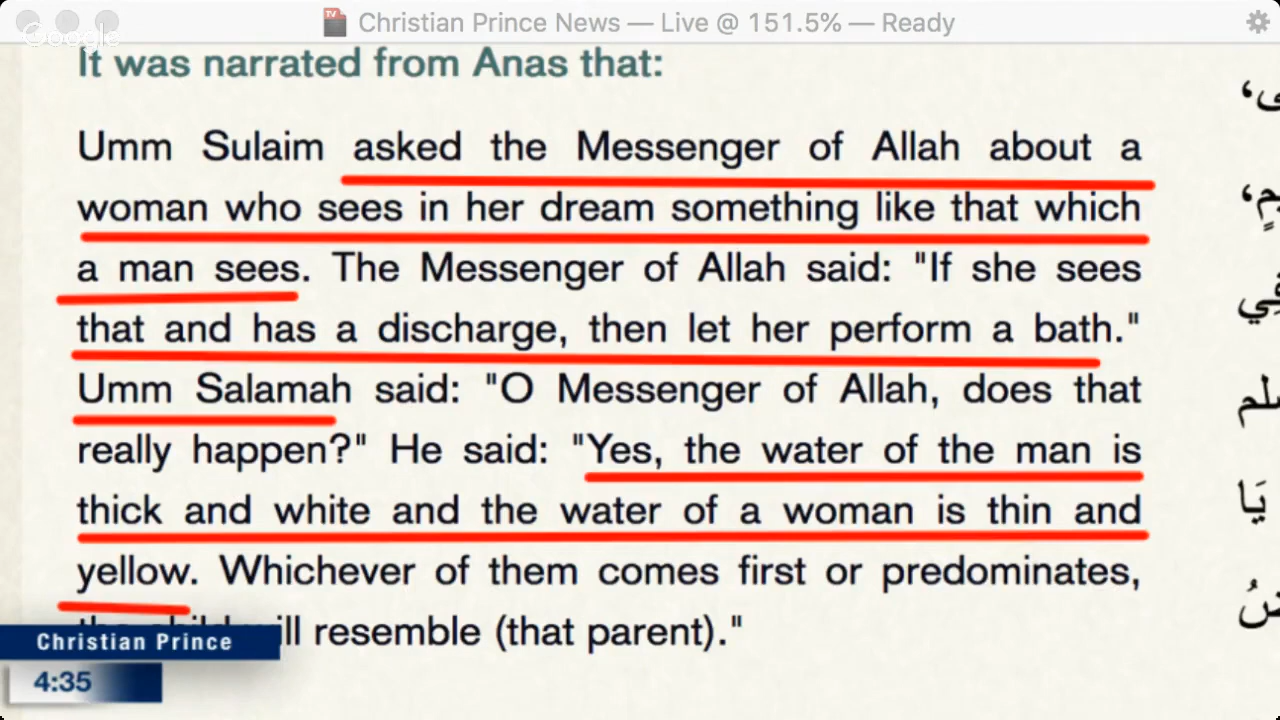 Christian Prince News — Live @ 151.5% — Ready
Google
It was narrated from Anas that:
Umm Sulaim asked the Messenger of Allah about a
woman who sees in her dream something like that which
a man sees. The Messenger of Allah said: "If she sees
that and has a discharge, then let her perform a bath."
Umm Salamah said: "O Messenger of Allah, does that
really happen?" He said: "Yes, the water of the man is
thick and white and the water of a woman is thin and
yellow. Whichever of them comes first or predominates,
resemble (that parent)."
يَا
Christian Prince
4:35